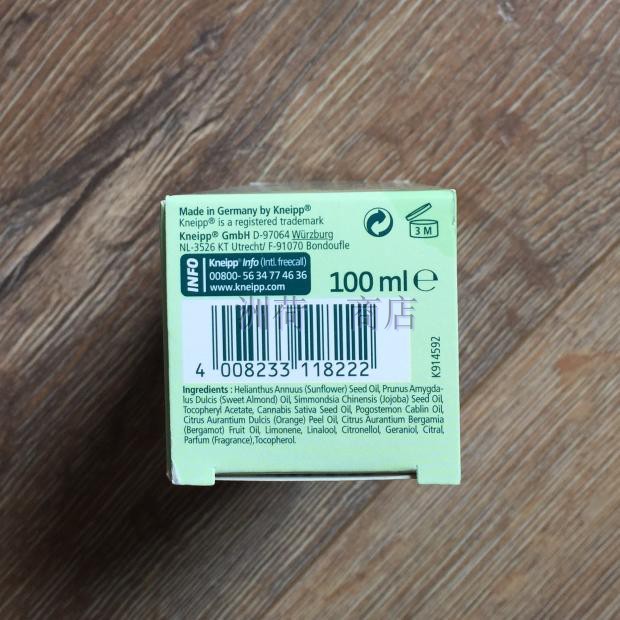 Made in Germany by Kneipp®
Kneipp® is a registered trademark
Kneipp® GmbH D-97064 Würzburg
NL-3526 KT Utrecht/ F-91070 Bondoufle
INFO
Kneipp® Info (Intl. freecall)
00800- 56 34 77 46 36
www.kneipp.com
3 M
100 ml ℮
洲荷 商店
4 008233 118222
K914592
Ingredients : Helianthus Annuus (Sunflower) Seed Oil, Prunus Amygda-
lus Dulcis (Sweet Almond) Oil, Simmondsia Chinensis (Jojoba) Seed Oil,
Tocopheryl Acetate, Cannabis Sativa Seed Oil, Pogostemon Cablin Oil,
Citrus Aurantium Dulcis (Orange) Peel Oil, Citrus Aurantium Bergamia
(Bergamot) Fruit Oil, Limonene, Linalool, Citronellol, Geraniol, Citral,
Parfum (Fragrance),Tocopherol.